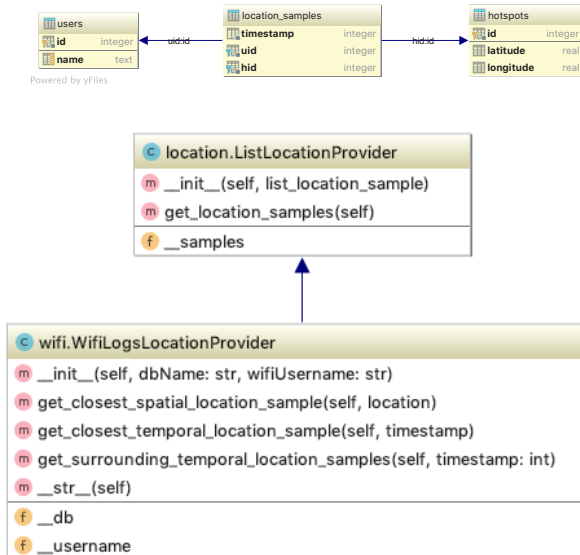 users
id integer
name text
Powered by yFiles
uid:id
location_samples
timestamp integer
uid integer
hid integer
hid:id
hotspots
id integer
latitude real
longitude real
C location.ListLocationProvider
m __init__(self, list_location_sample)
m get_location_samples(self)
f __samples
C wifi.WifiLogsLocationProvider
m __init__(self, dbName: str, wifiUsername: str)
m get_closest_spatial_location_sample(self, location)
m get_closest_temporal_location_sample(self, timestamp)
m get_surrounding_temporal_location_samples(self, timestamp: int)
m __str__(self)
f __db
f __username